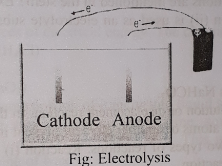 e⁻
e⁻
Cathode Anode
Fig: Electrolysis